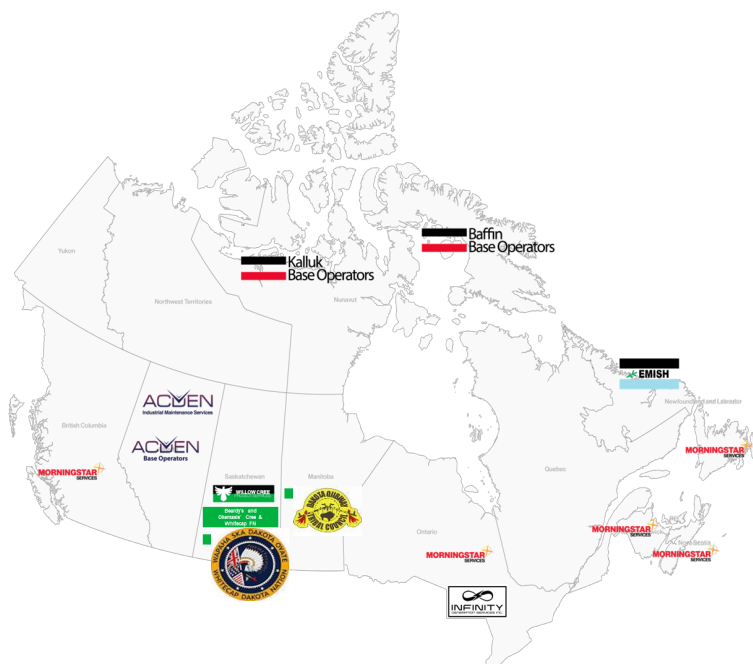 Baffin
Base Operators
Kalluk
Base Operators
Yukon
Northwest Territories
Nunavut
EMISH
Newfoundland and Labrador
ACDEN
Industrial Maintenance Services
British Columbia
ACDEN
Base Operators
MORNINGSTAR
SERVICES
MORNINGSTAR
SERVICES
Saskatchewan
Manitoba
Quebec
WILLOW CREE
Beardy's and
Okemasis' Cree &
Whitecap FN
DAKOTA OJIBWAY
TRIBAL COUNCIL
Ontario
MORNINGSTAR
SERVICES
MORNINGSTAR
SERVICES
Nova Scotia
MORNINGSTAR
SERVICES
WAPAHA SKA DAKOTA OYATE
WHITECAP DAKOTA NATION
INFINITY
GENERATION SERVICES INC.